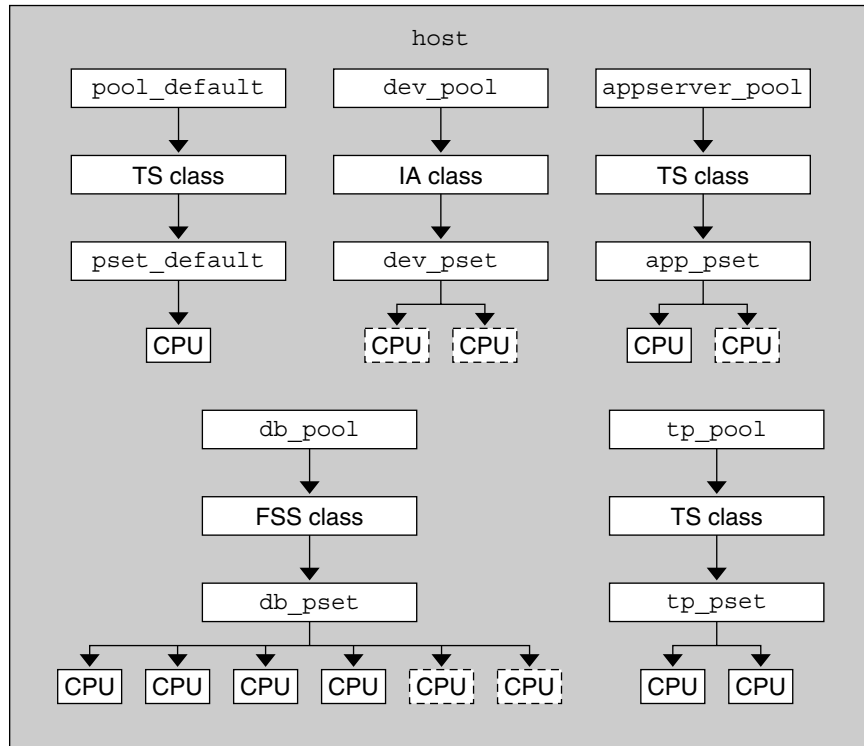 host
pool_default dev_pool appserver_pool
TS class IA class TS class
pset_default dev_pset app_pset
CPU CPU CPU CPU CPU
db_pool tp_pool
FSS class TS class
db_pset tp_pset
CPU CPU CPU CPU CPU CPU CPU CPU